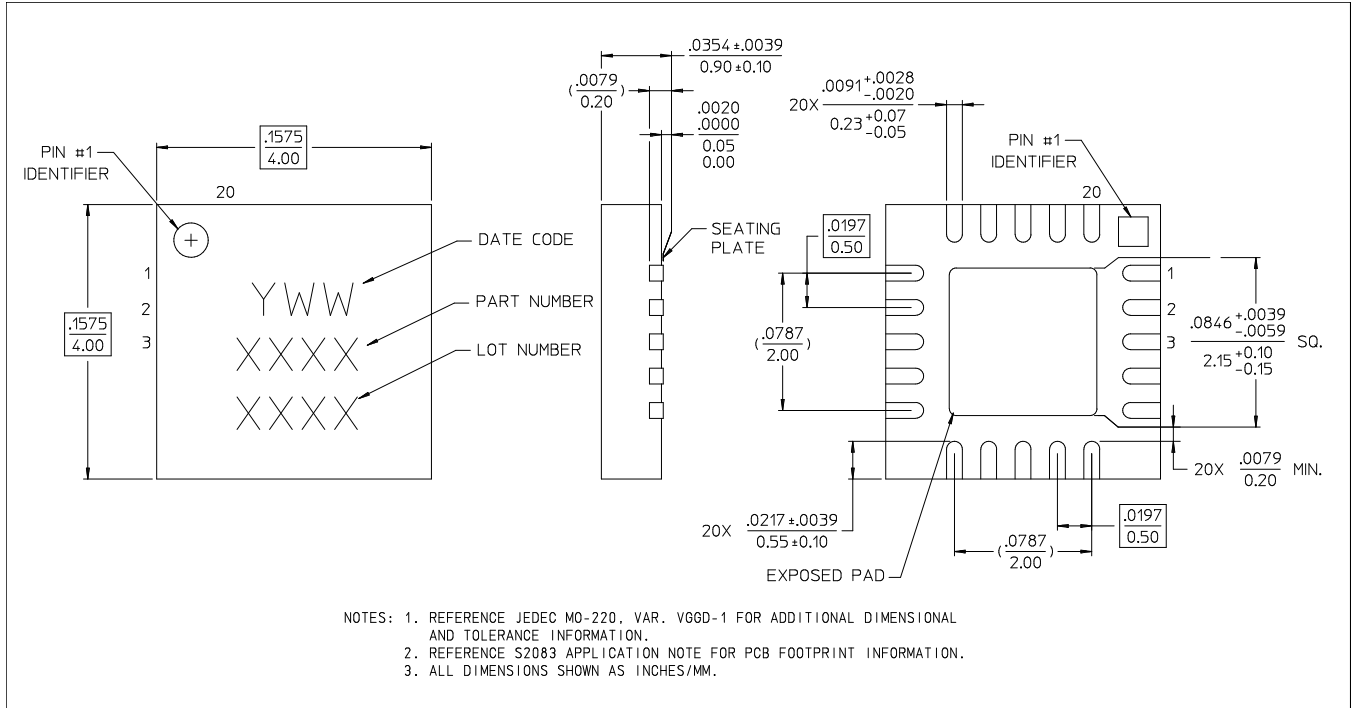 .1575
4.00
PIN #1
IDENTIFIER
20
.1575
4.00
1
2
3
DATE CODE
YWW
PART NUMBER
XXXX
LOT NUMBER
XXXX
.0354 ±.0039
0.90 ±0.10
(.0079)
0.20
.0020
.0000
0.05
0.00
SEATING
PLATE
20X .0091 +.0028
-.0020
0.23 +0.07
-0.05
PIN #1
IDENTIFIER
20
.0197
0.50
(.0787)
2.00
1
2
3
.0846 +.0039
-.0059
2.15 +0.10
-0.15
SQ.
20X .0079 MIN.
0.20
20X .0217 ±.0039
0.55 ±0.10
.0197
0.50
(.0787)
2.00
EXPOSED PAD
NOTES: 1. REFERENCE JEDEC MO-220, VAR. VGGD-1 FOR ADDITIONAL DIMENSIONAL
AND TOLERANCE INFORMATION.
2. REFERENCE S2083 APPLICATION NOTE FOR PCB FOOTPRINT INFORMATION.
3. ALL DIMENSIONS SHOWN AS INCHES/MM.